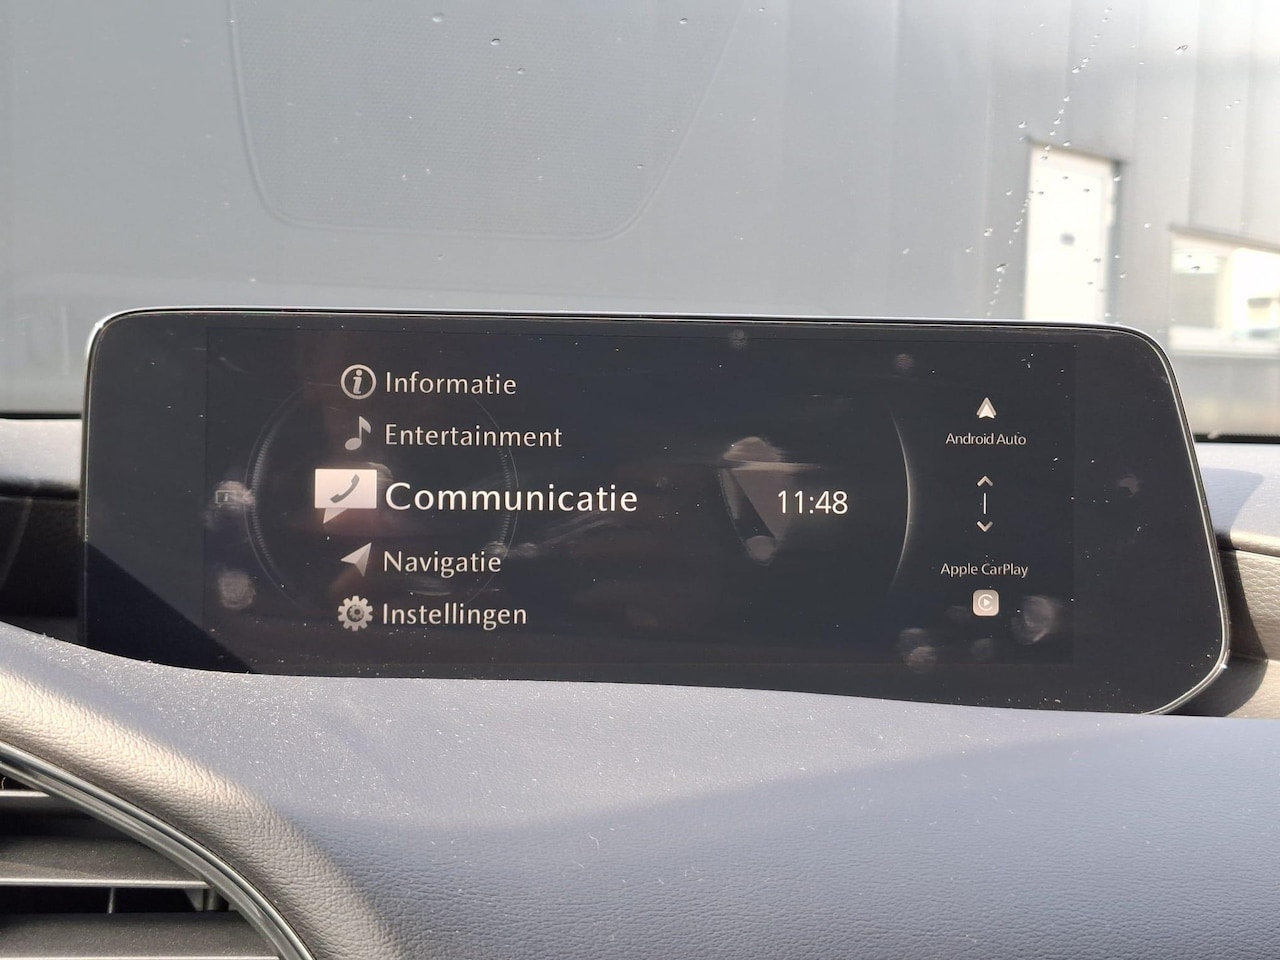 Informatie
Entertainment
Communicatie
Navigatie
Instellingen
11:48
Android Auto
Apple CarPlay